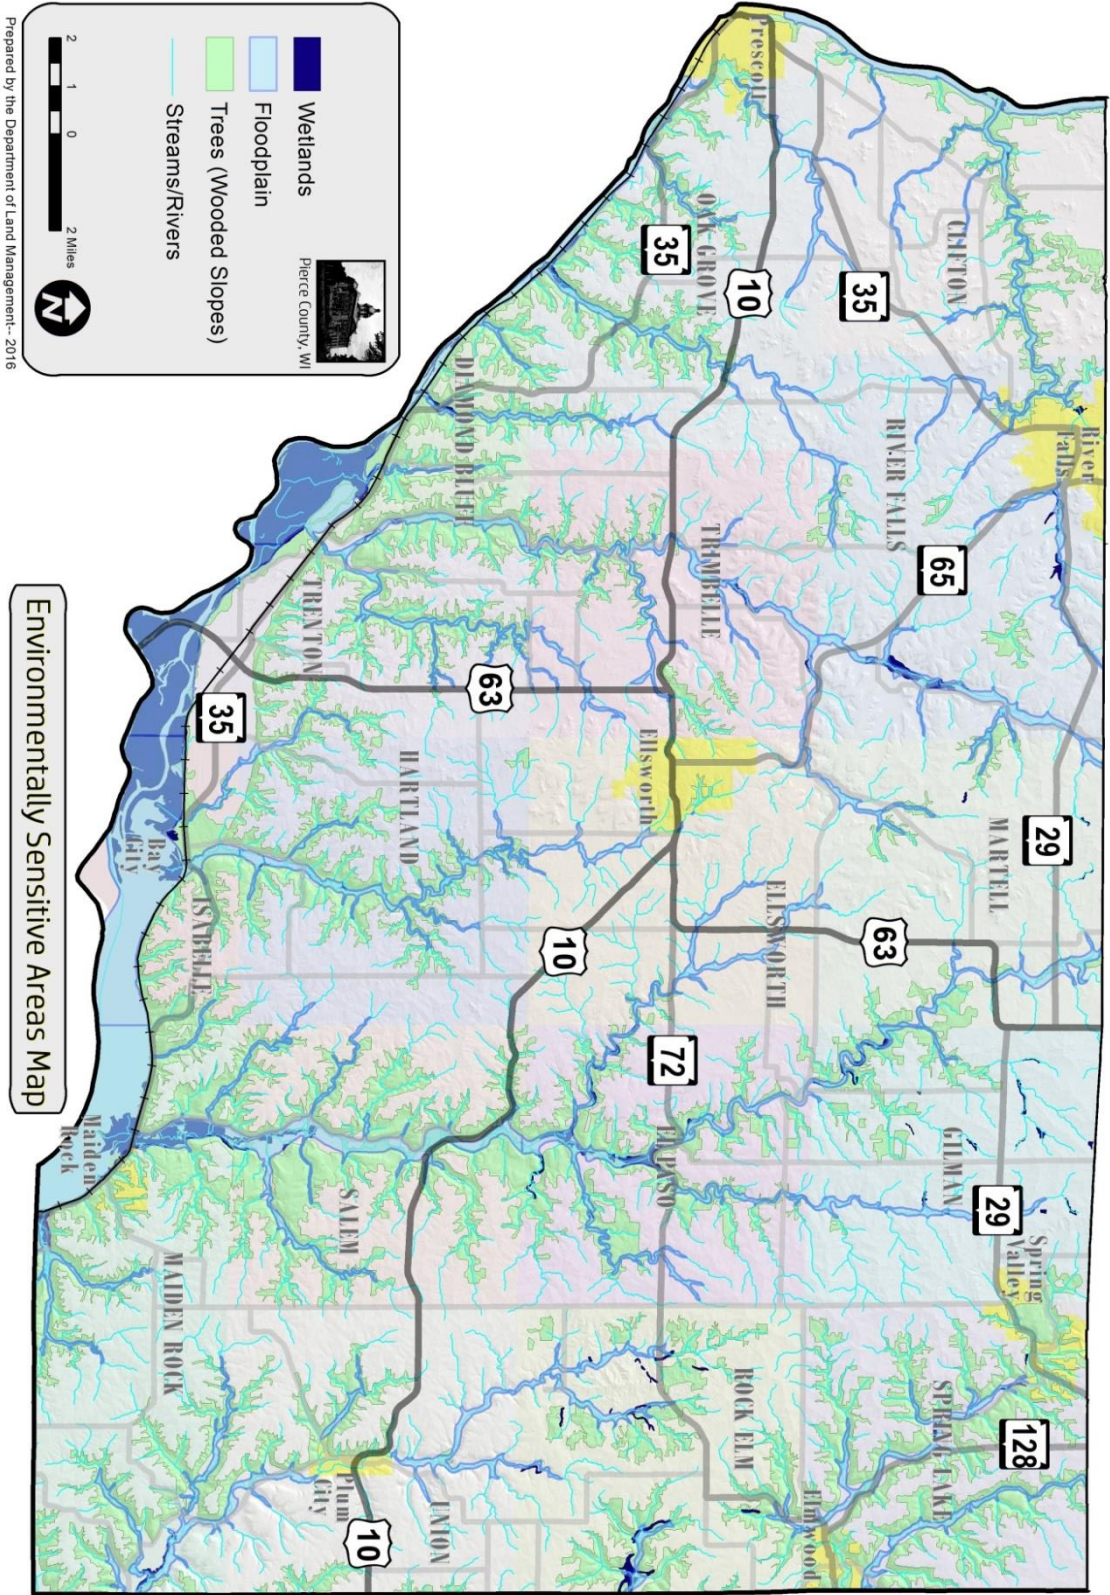 Prescott
River
Falls
CLIFTON
OAK GROVE
35
10
35
RIVER FALLS
65
DIAMOND BLUFF
TRIMBELLE
TRENTON
63
35
Ellsworth
HARTLAND
MARTELL
29
Bay
City
ISABELLE
ELLSWORTH
63
10
72
EL PASO
GILMAN
29
Spring
Valley
Maiden
Rock
SALEM
MAIDEN ROCK
ROCK ELM
SPRING LAKE
128
Elmwood
Plum
City
UNION
10
Wetlands
Floodplain
Trees (Wooded Slopes)
Streams/Rivers
Pierce County, WI
2 1 0 2 Miles
N
Prepared by the Department of Land Management-- 2016
Environmentally Sensitive Areas Map